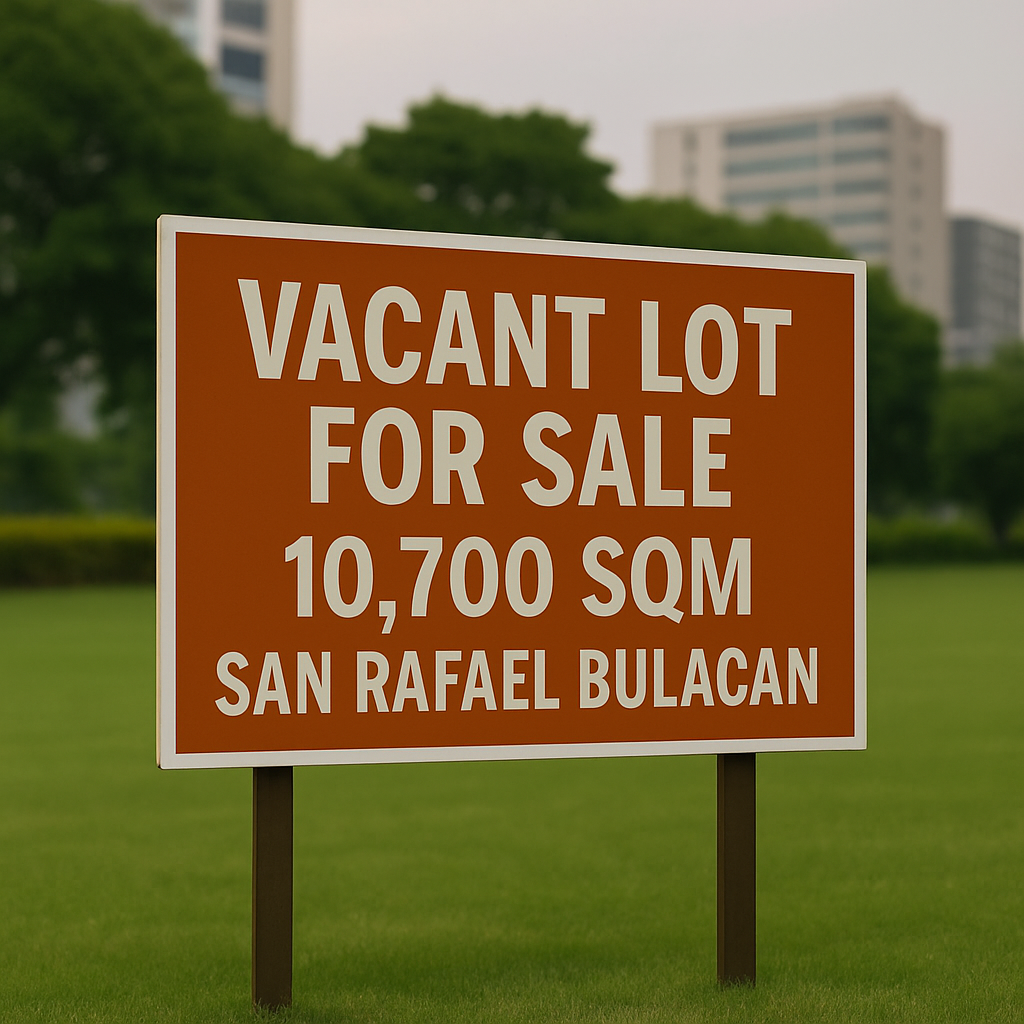 VACANT LOT
FOR SALE
10,700 SQM
SAN RAFAEL BULACAN